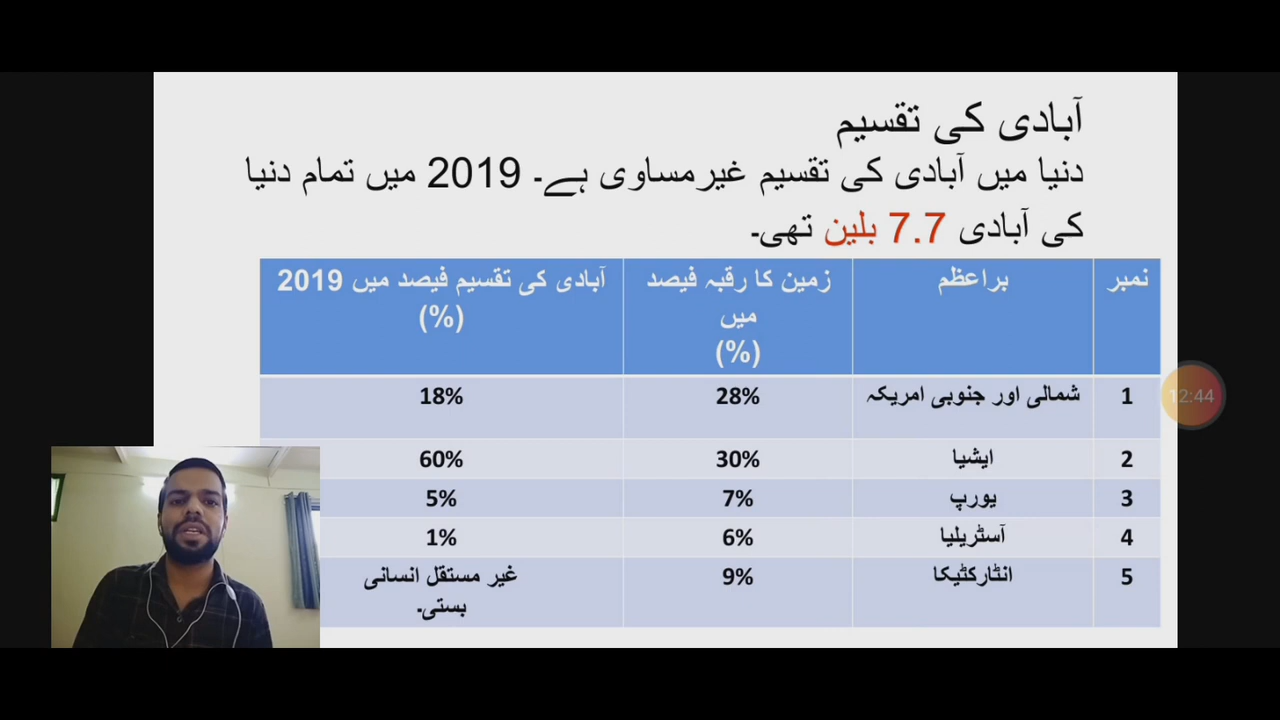 آبادی کی تقسیم
دنیا میں آبادی کی تقسیم غیرمساوی ہے۔ 2019 میں تمام دنیا
کی آبادی 7.7 بلین تھی۔
نمبر براعظم زمین کا رقبہ فیصد آبادی کی تقسیم فیصد میں 2019
میں (%)
(%)
1 شمالی اور جنوبی امریکہ 28% 18%
2 ایشیا 30% 60%
3 یورپ 7% 5%
4 آسٹریلیا 6% 1%
5 انٹارکٹیکا 9% غیر مستقل انسانی
بستی۔
12:44